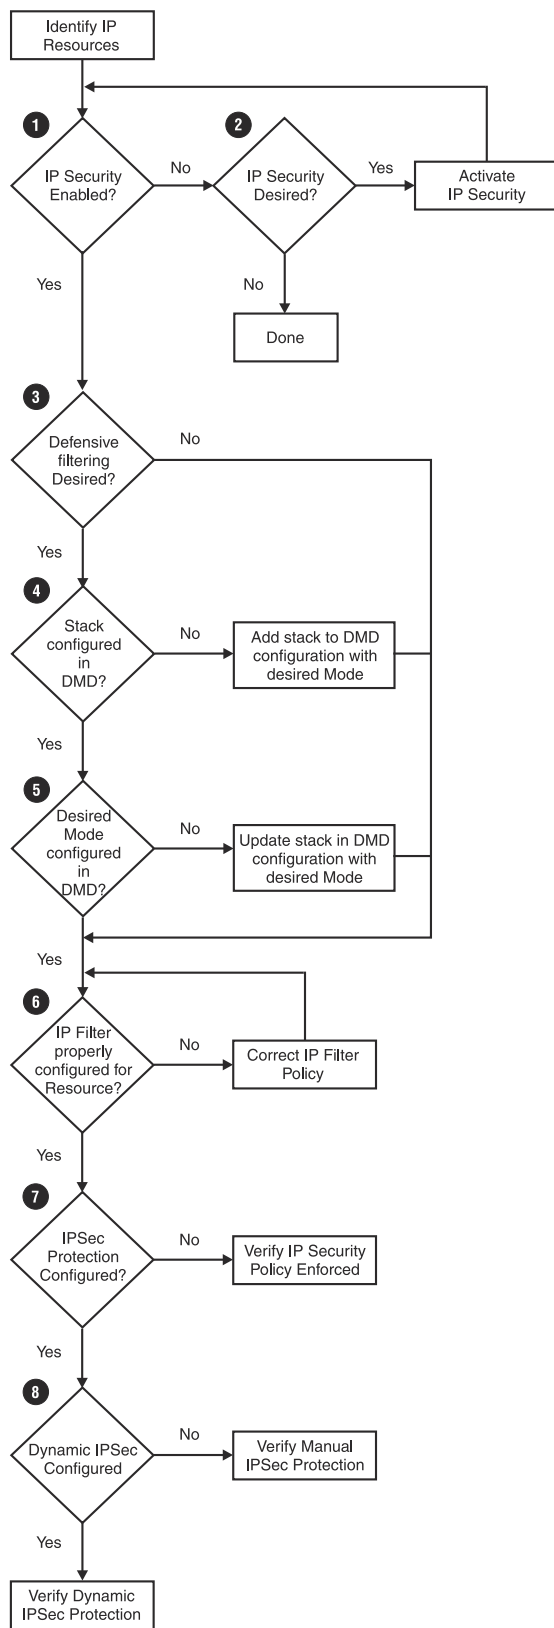 Identify IP
Resources
1
2
IP Security
Enabled?
No
IP Security
Desired?
Yes
Activate
IP Security
Yes
No
Done
3
Defensive
filtering
Desired?
No
Yes
4
Stack
configured
in
DMD?
No
Add stack to DMD
configuration with
desired Mode
Yes
5
Desired
Mode
configured
in
DMD?
No
Update stack in DMD
configuration with
desired Mode
Yes
6
IP Filter
properly
configured for
Resource?
No
Correct IP Filter
Policy
Yes
7
IPSec
Protection
Configured?
No
Verify IP Security
Policy Enforced
Yes
8
Dynamic IPSec
Configured
No
Verify Manual
IPSec Protection
Yes
Verify Dynamic
IPSec Protection